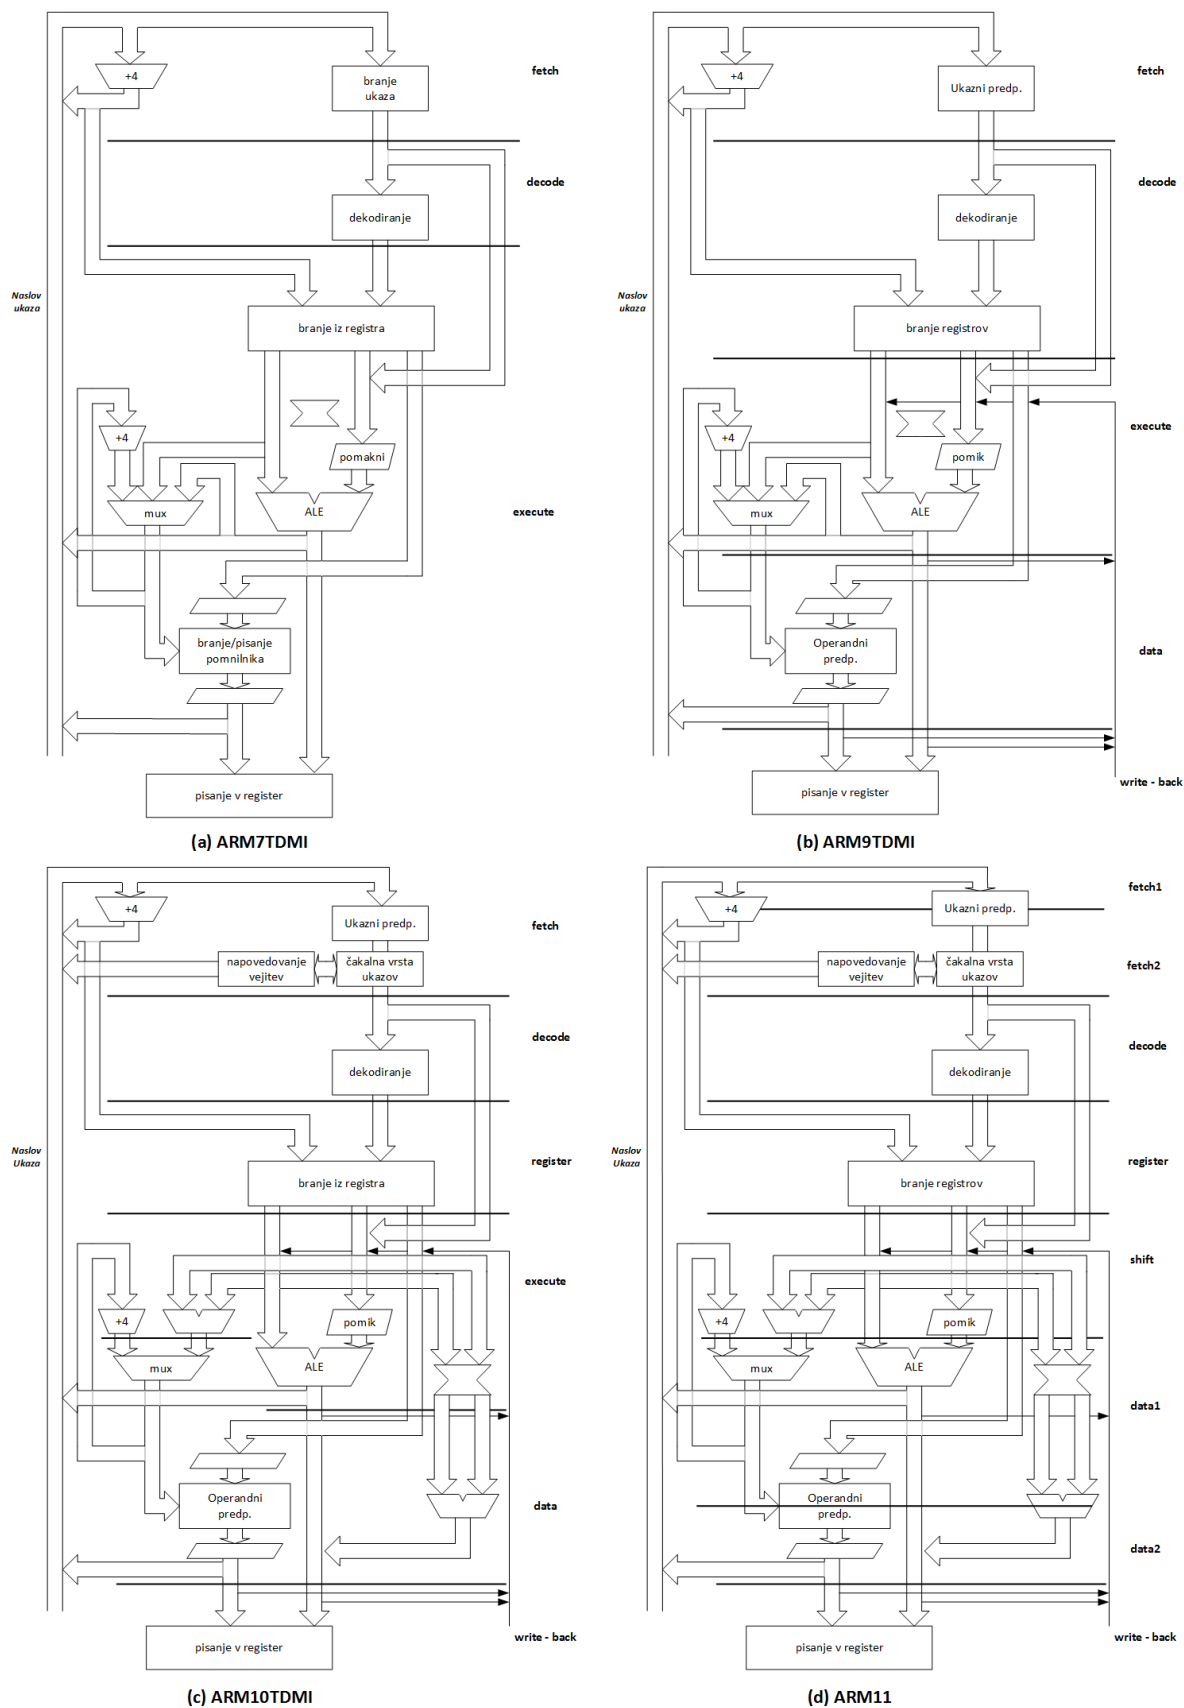 +4
branje
ukaza
fetch
decode
dekodiranje
Naslov
ukaza
branje iz registra
+4
pomakni
mux
ALE
execute
branje/pisanje
pomnilnika
pisanje v register
(a) ARM7TDMI
+4
Ukazni predp.
fetch
decode
dekodiranje
Naslov
ukaza
branje registrov
+4
execute
pomik
mux
ALE
Operandni
predp.
data
write - back
pisanje v register
(b) ARM9TDMI
+4
Ukazni predp.
fetch
napovedovanje
vejitev
čakalna vrsta
ukazov
decode
dekodiranje
Naslov
Ukaza
register
branje iz registra
execute
+4
pomik
mux
ALE
Operandni
predp.
data
write - back
pisanje v register
(c) ARM10TDMI
fetch1
+4
Ukazni predp.
napovedovanje
vejitev
čakalna vrsta
ukazov
fetch2
decode
dekodiranje
Naslov
Ukaza
register
branje registrov
shift
+4
pomik
mux
ALE
data1
Operandni
predp.
data2
write - back
pisanje v register
(d) ARM11